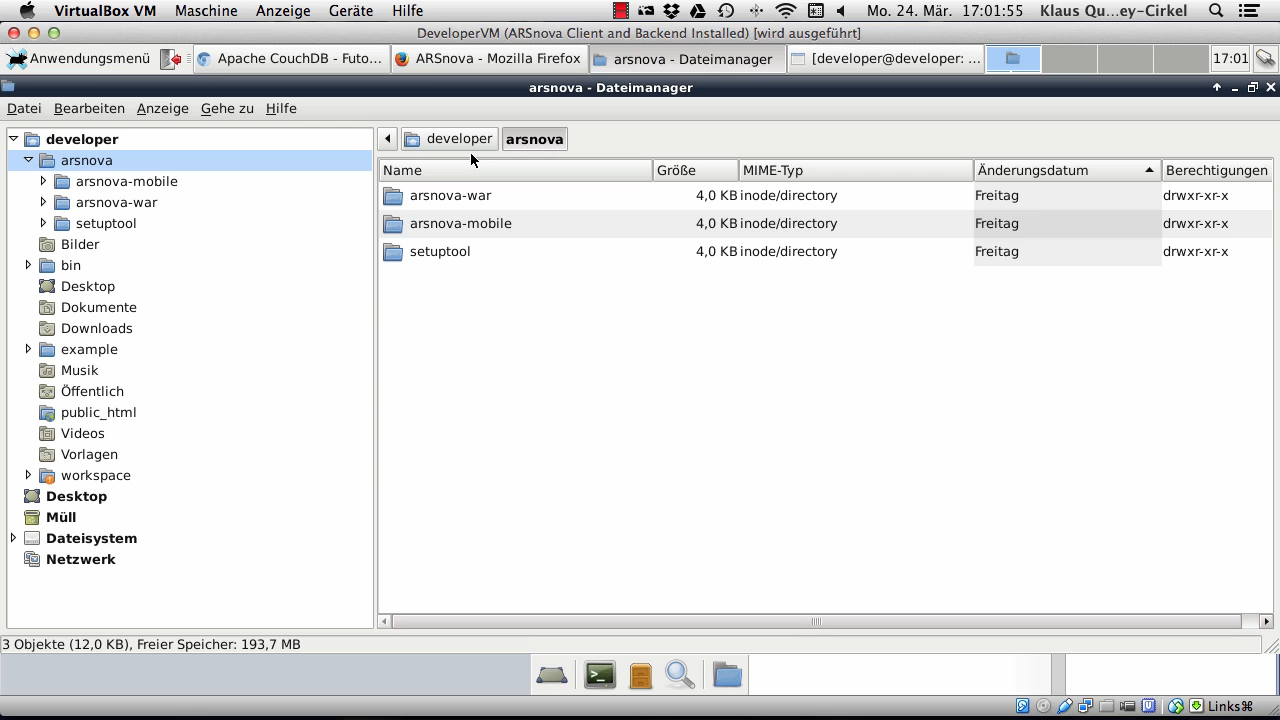 VirtualBox VM Maschine Anzeige Geräte Hilfe Mo. 24. Mär. 17:01:55 Klaus Qu...ey-Cirkel
DeveloperVM (ARSnova Client and Backend Installed) [wird ausgeführt]
Anwendungsmenü Apache CouchDB - Futo... ARSnova - Mozilla Firefox arsnova - Dateimanager [developer@developer: ... 17:01
arsnova - Dateimanager
Datei Bearbeiten Anzeige Gehe zu Hilfe
developer
arsnova
arsnova-mobile
arsnova-war
setuptool
Bilder
bin
Desktop
Dokumente
Downloads
example
Musik
Öffentlich
public_html
Videos
Vorlagen
workspace
Desktop
Müll
Dateisystem
Netzwerk
developer arsnova
Name Größe MIME-Typ Änderungsdatum Berechtigungen
arsnova-war 4,0 KB inode/directory Freitag drwxr-xr-x
arsnova-mobile 4,0 KB inode/directory Freitag drwxr-xr-x
setuptool 4,0 KB inode/directory Freitag drwxr-xr-x
3 Objekte (12,0 KB), Freier Speicher: 193,7 MB
Links⌘